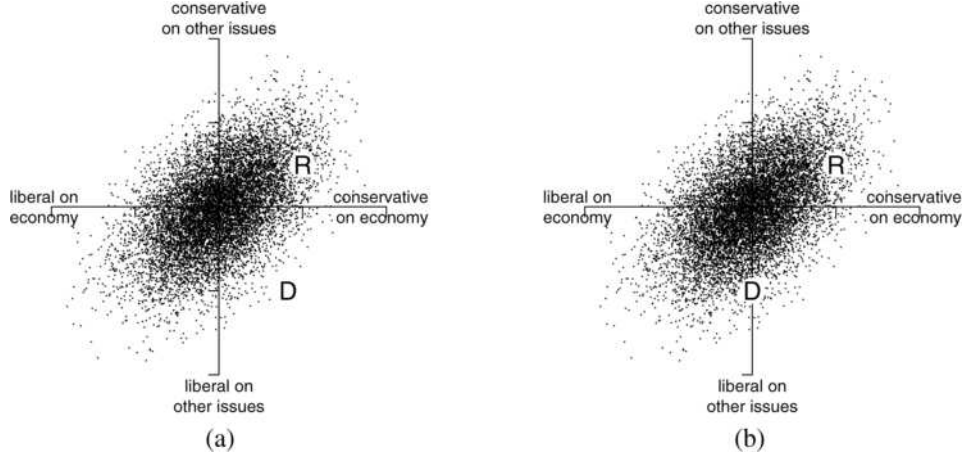 conservative
on other issues
R
liberal on
economy
conservative
on economy
D
liberal on
other issues
(a)
conservative
on other issues
R
liberal on
economy
conservative
on economy
D
liberal on
other issues
(b)